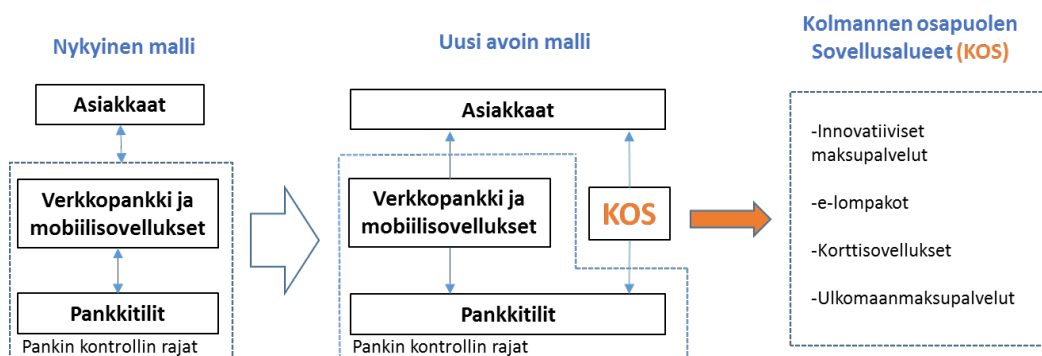 Nykyinen malli
Asiakkaat
Verkkopankki ja
mobiilisovellukset
Pankkitilit
Pankin kontrollin rajat
Uusi avoin malli
Asiakkaat
Verkkopankki ja
mobiilisovellukset
KOS
Pankkitilit
Pankin kontrollin rajat
Kolmannen osapuolen
Sovellusalueet (KOS)
-Innovatiiviset
maksupalvelut
-e-lompakot
-Korttisovellukset
-Ulkomaanmaksupalvelut